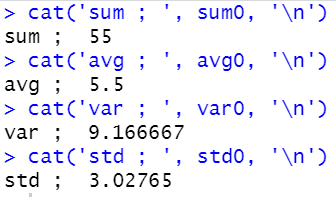 > cat('sum ; ', sum0, '\n')
sum ;  55
> cat('avg ; ', avg0, '\n')
avg ;  5.5
> cat('var ; ', var0, '\n')
var ;  9.166667
> cat('std ; ', std0, '\n')
std ;  3.02765